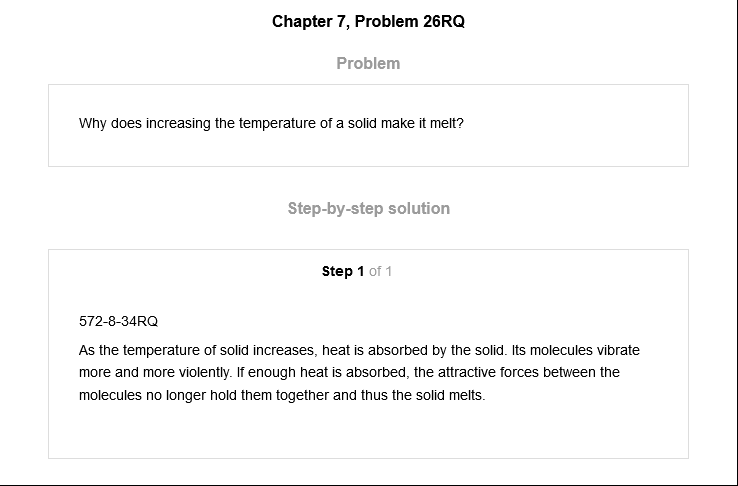 Chapter 7, Problem 26RQ
Problem
Why does increasing the temperature of a solid make it melt?
Step-by-step solution
Step 1 of 1
572-8-34RQ
As the temperature of solid increases, heat is absorbed by the solid. Its molecules vibrate
more and more violently. If enough heat is absorbed, the attractive forces between the
molecules no longer hold them together and thus the solid melts.